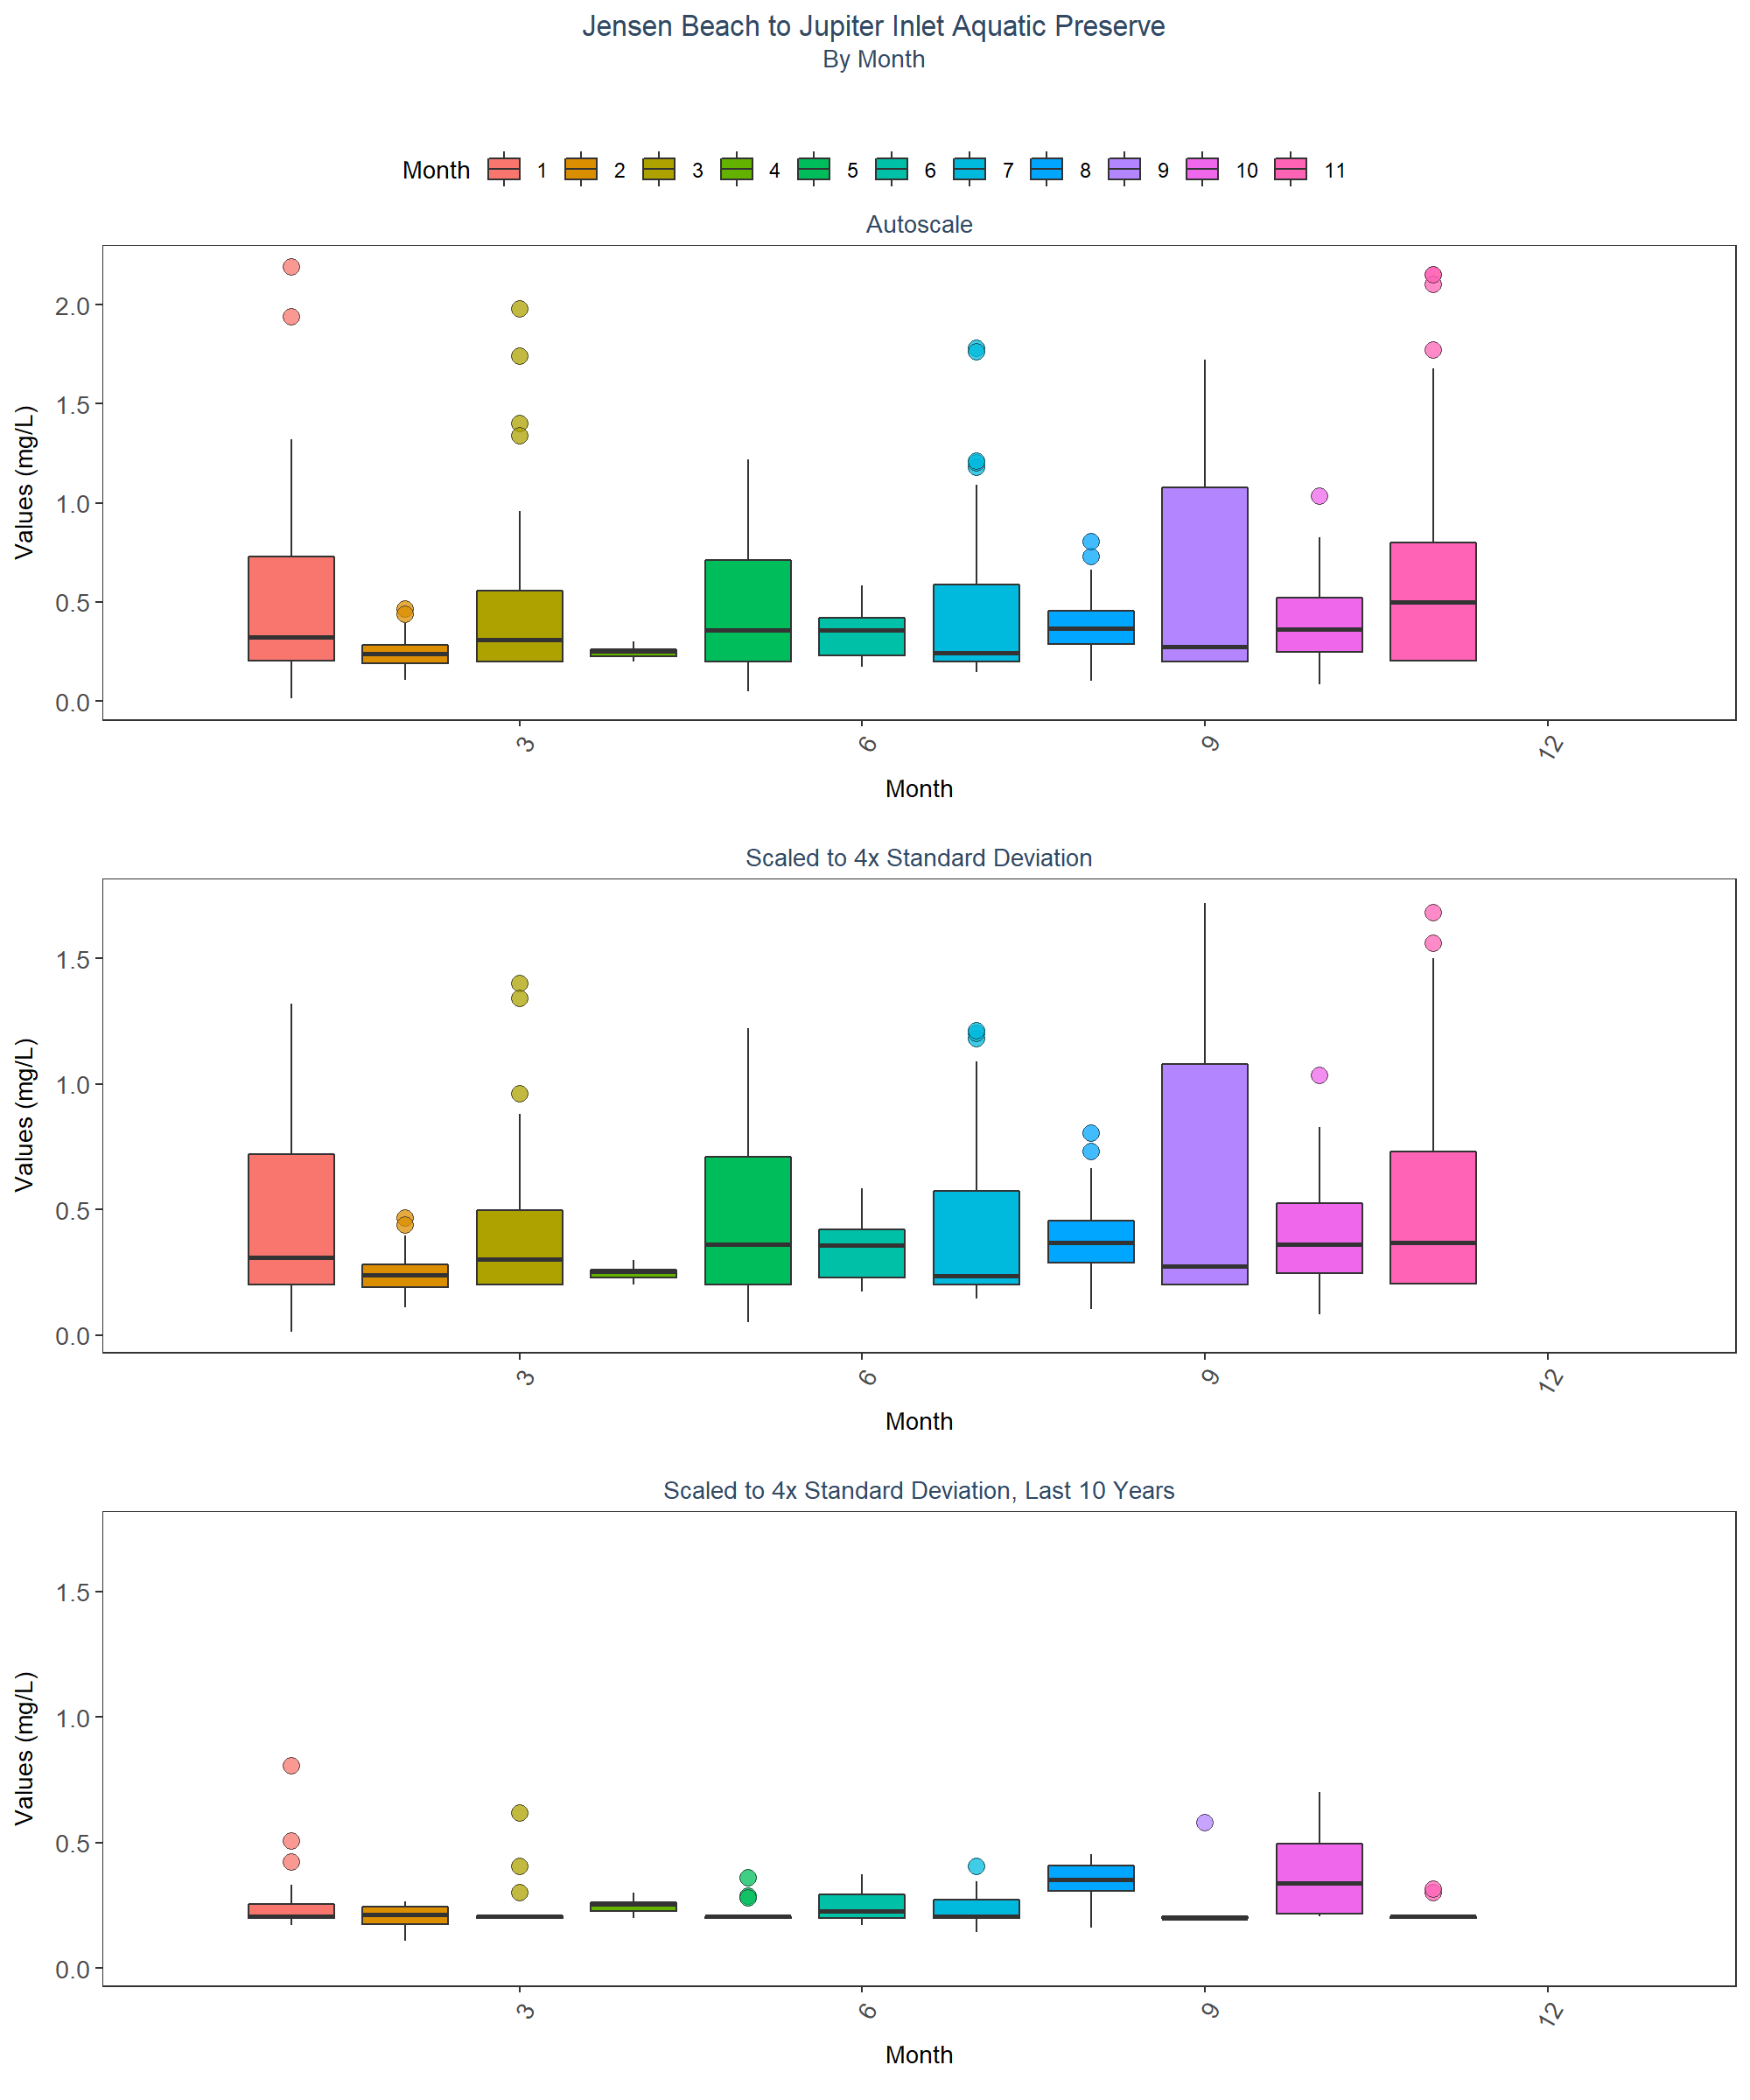 Jensen Beach to Jupiter Inlet Aquatic Preserve
By Month
Month 1 2 3 4 5 6 7 8 9 10 11
Autoscale
Values (mg/L)
2.0
1.5
1.0
0.5
0.0
3 6 9 12
Month
Scaled to 4x Standard Deviation
Values (mg/L)
1.5
1.0
0.5
0.0
3 6 9 12
Month
Scaled to 4x Standard Deviation, Last 10 Years
Values (mg/L)
1.5
1.0
0.5
0.0
3 6 9 12
Month